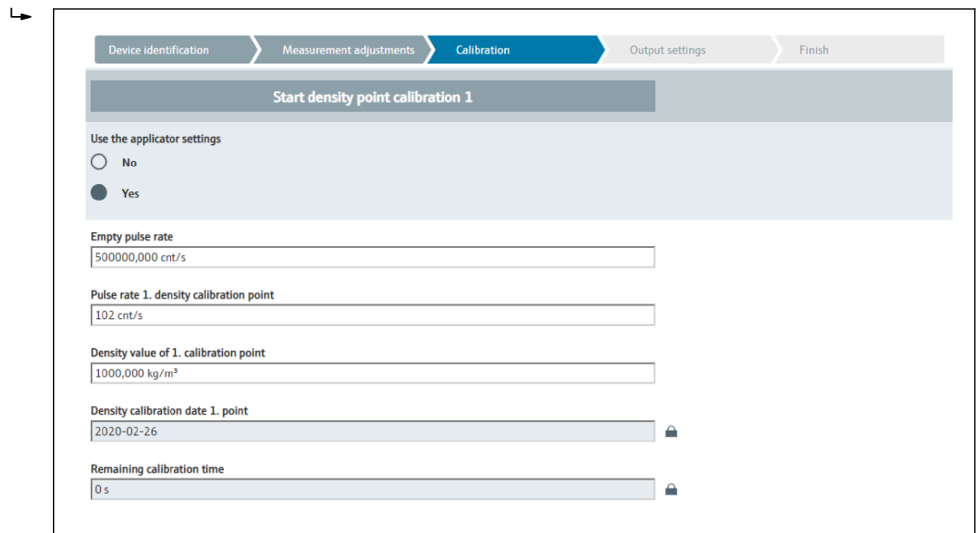 Device identification
Measurement adjustments
Calibration
Output settings
Finish
Start density point calibration 1
Use the applicator settings
No
Yes
Empty pulse rate
500000,000 cnt/s
Pulse rate 1. density calibration point
102 cnt/s
Density value of 1. calibration point
1000,000 kg/m³
Density calibration date 1. point
2020-02-26
Remaining calibration time
0 s